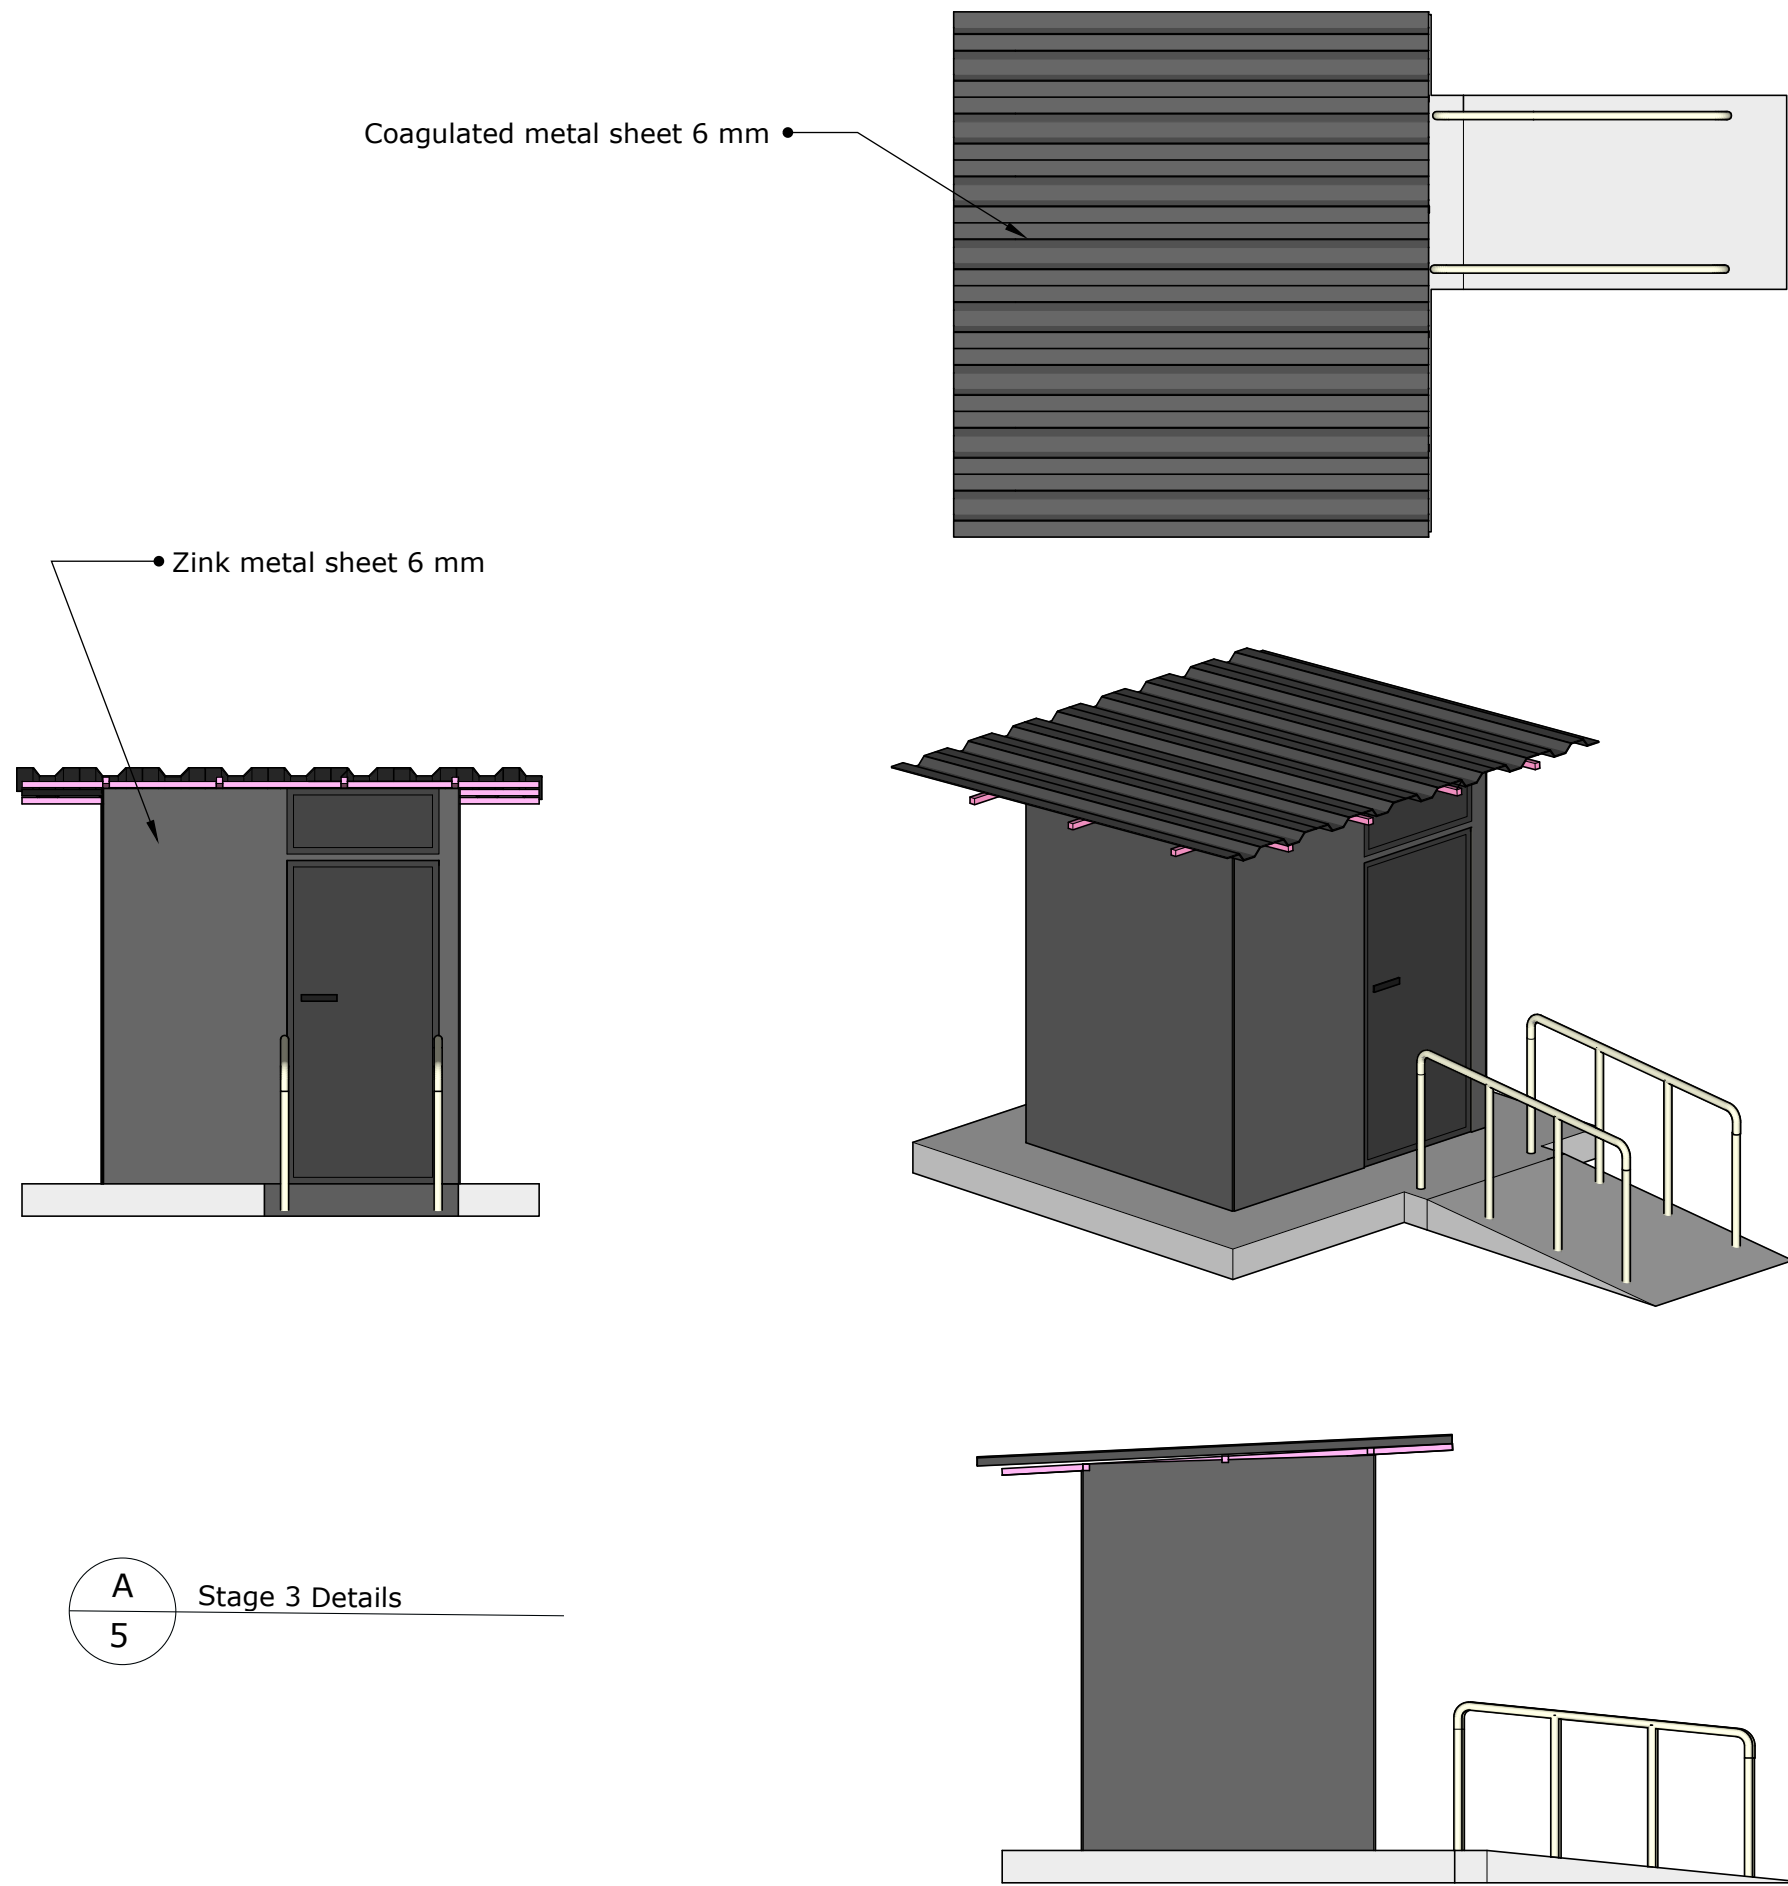 Coagulated metal sheet 6 mm
Zink metal sheet 6 mm
A
5
Stage 3 Details